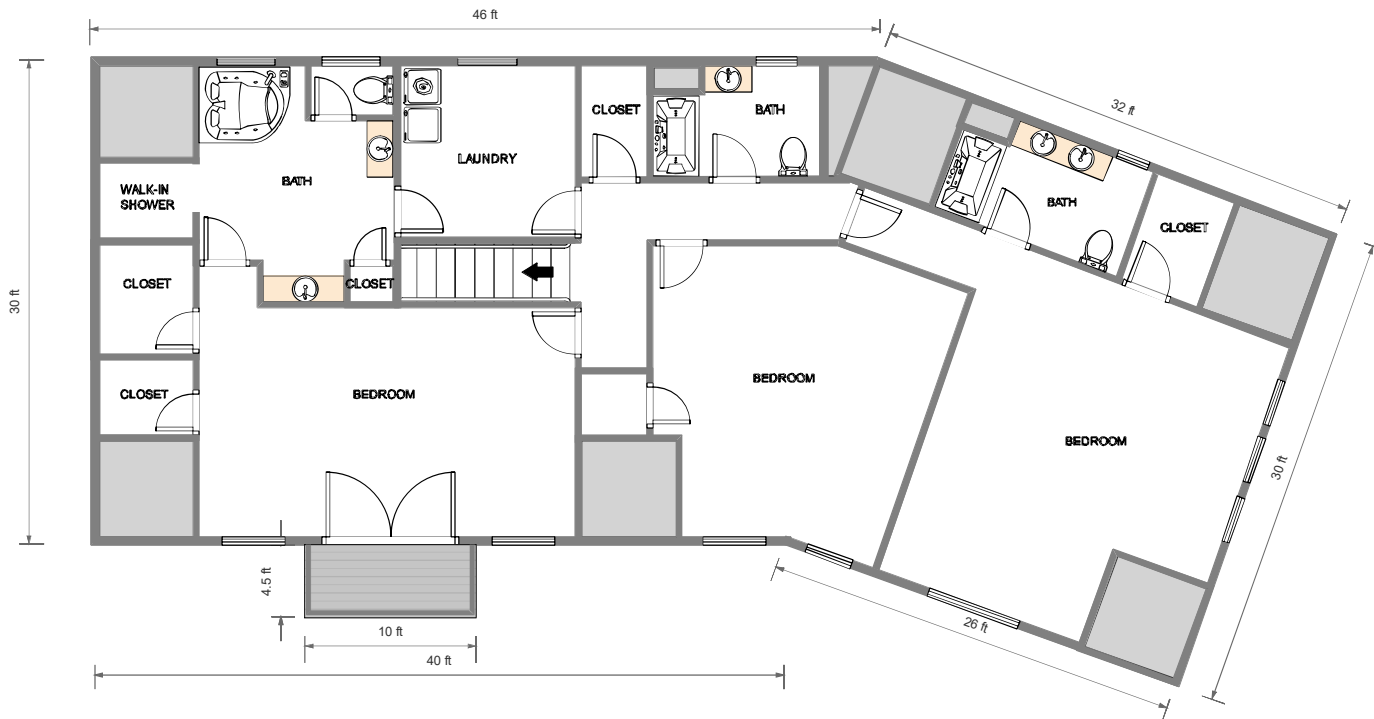 46 ft
32 ft
CLOSET
BATH
LAUNDRY
BATH
WALK-IN
SHOWER
BATH
CLOSET
CLOSET
CLOSET
30 ft
BEDROOM
CLOSET
BEDROOM
BEDROOM
30 ft
4.5 ft
10 ft
26 ft
40 ft